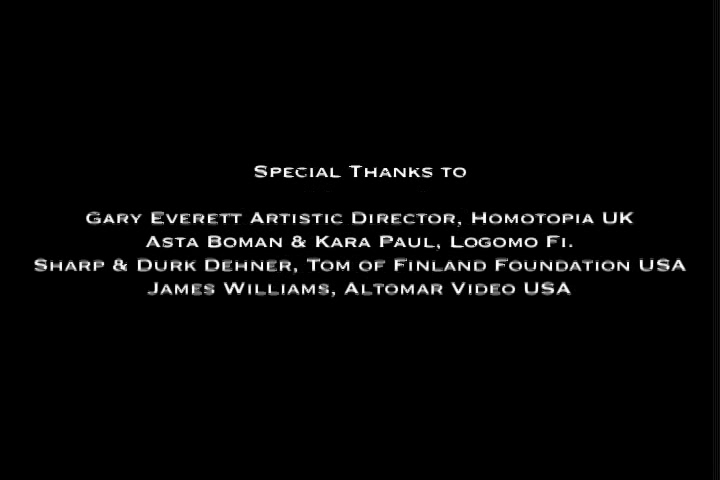 Special Thanks to
Gary Everett Artistic Director, Homotopia UK
Asta Boman & Kara Paul, Logomo Fi.
Sharp & Durk Dehner, Tom of Finland Foundation USA
James Williams, Altomar Video USA